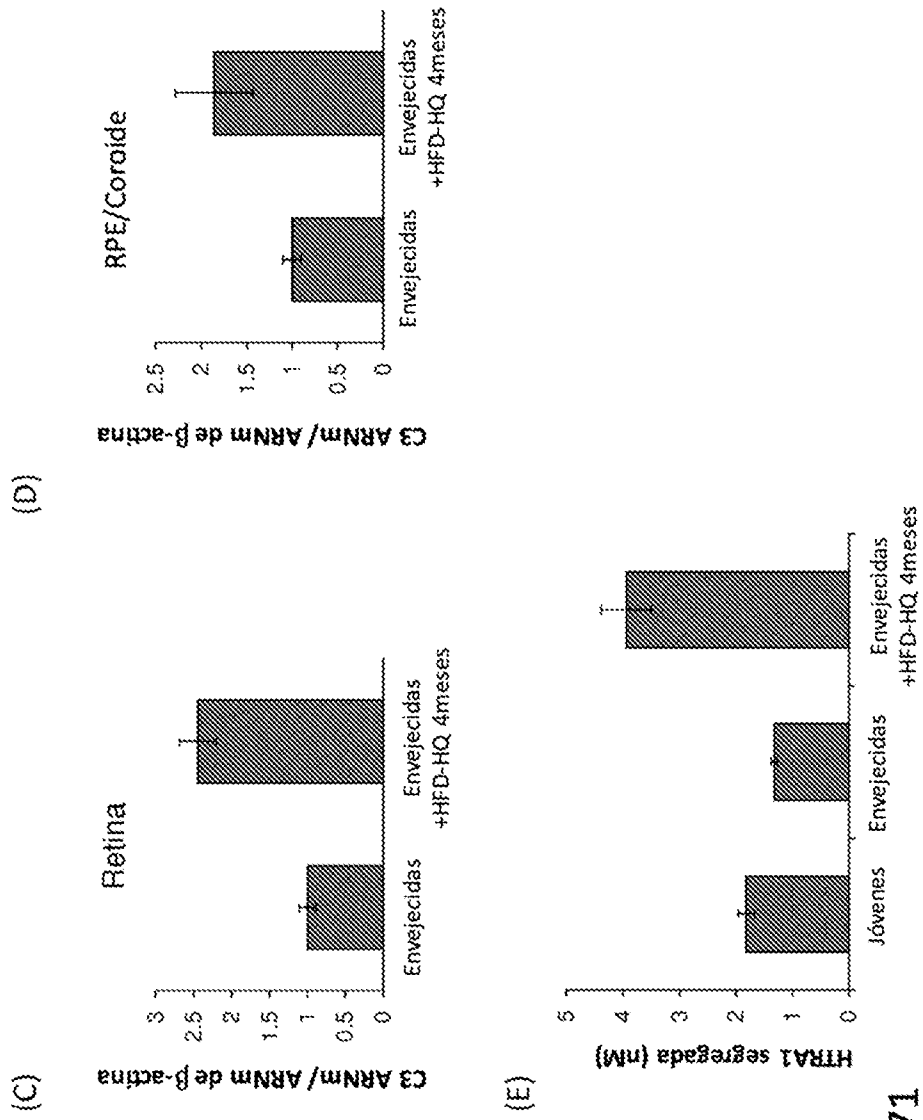 (C)
Retina
C3 ARNm/ARNm de β-actina
3
2.5
2
1.5
1
0.5
0
Envejecidas
Envejecidas
+HFD-HQ 4meses
(D)
RPE/Coroide
C3 ARNm/ARNm de β-actina
2.5
2
1.5
1
0.5
0
Envejecidas
Envejecidas
+HFD-HQ 4meses
(E)
HTRA1 segregada (nM)
5
4
3
2
1
0
Jóvenes
Envejecidas
Envejecidas
+HFD-HQ 4meses
71